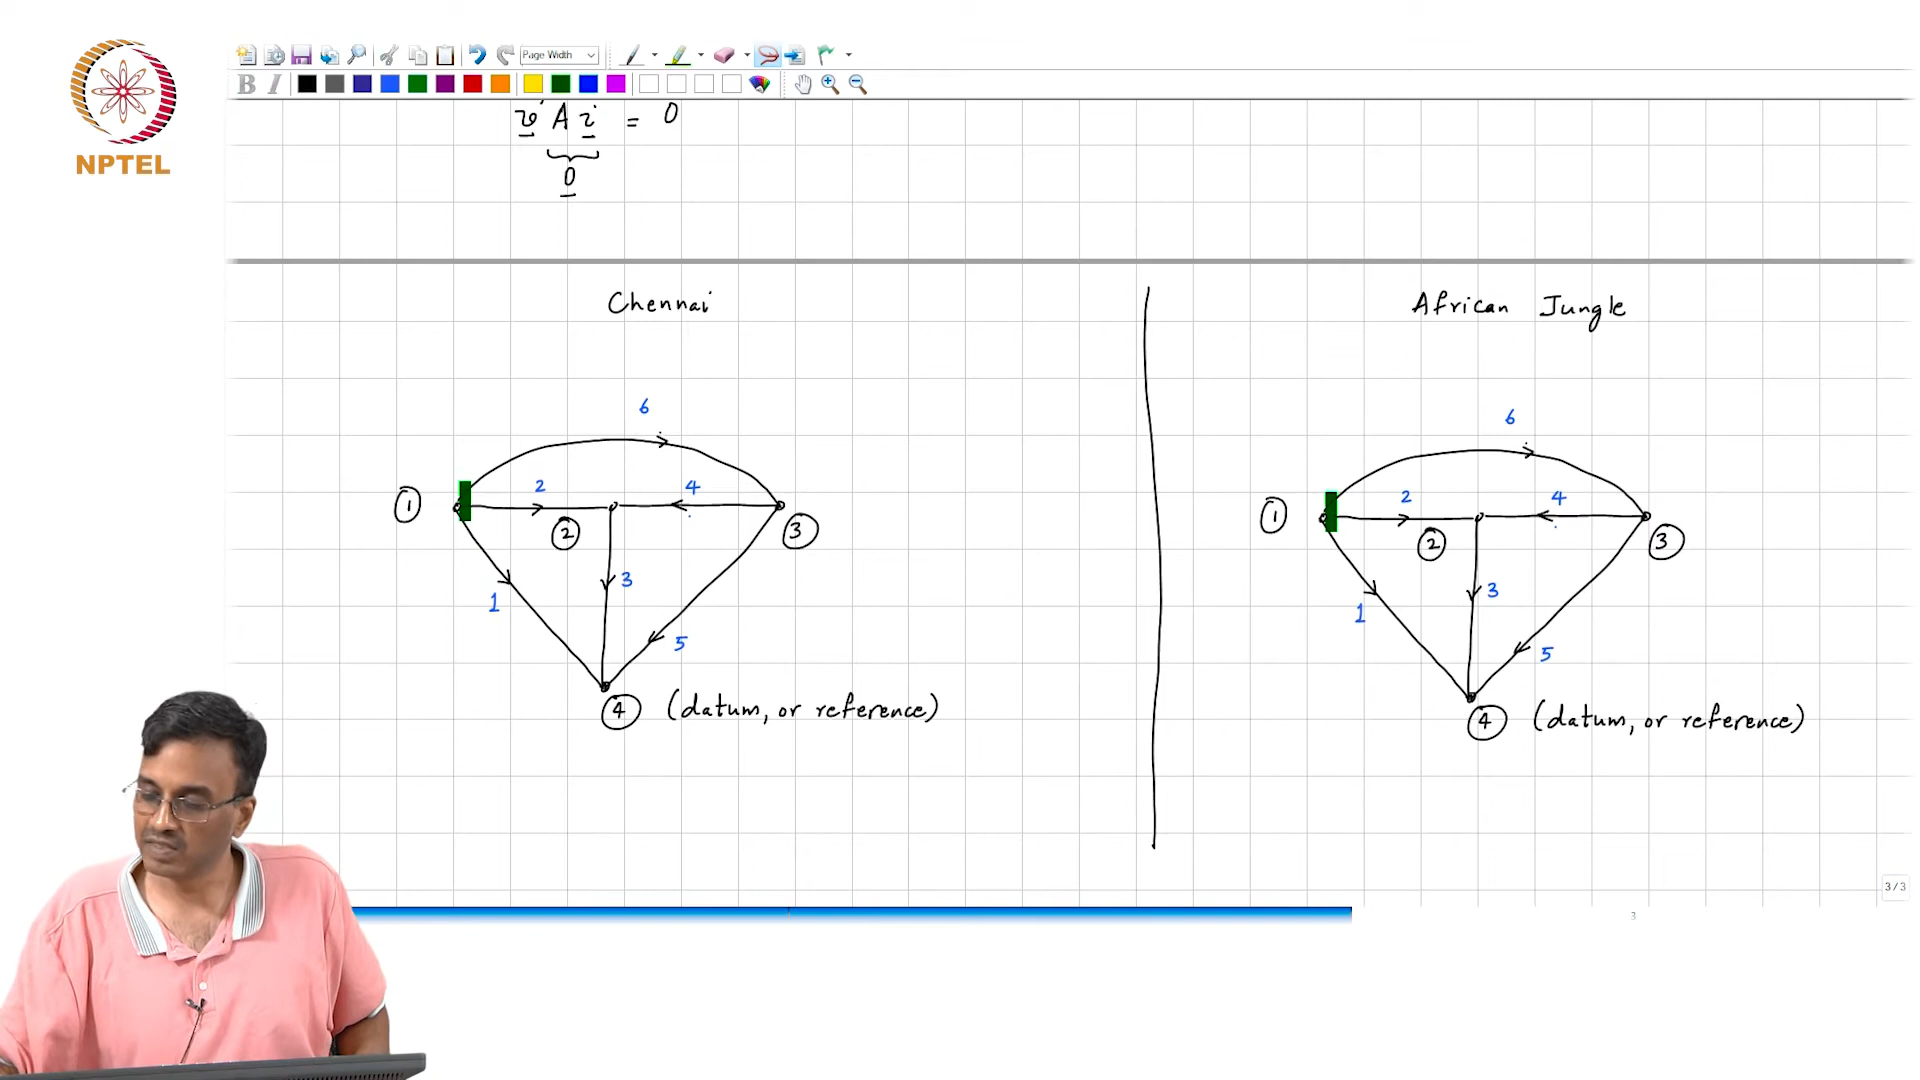 NPTEL
Page Width
B I
v' A i = 0
0
Chennai
African Jungle
6
6
2
4
2
4
①
②
③
①
②
③
3
3
1
1
5
5
④ (datum, or reference)
④ (datum, or reference)
3 / 3
3